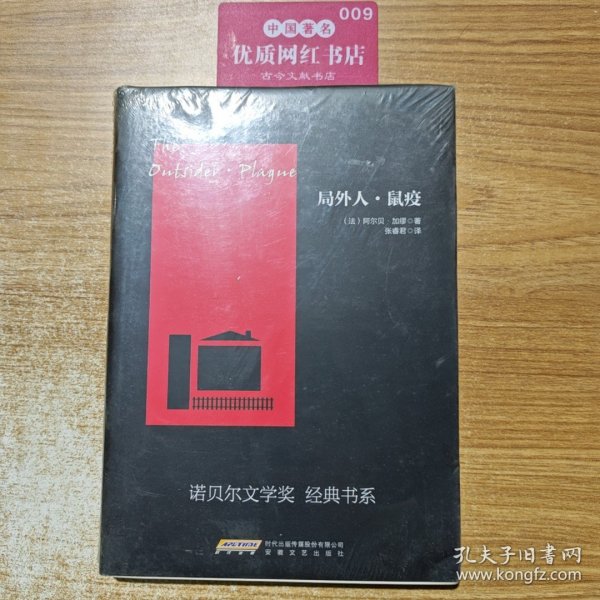 009
中国著名
优质网红书店
古今文献书店
The
Outsider · Plague
局外人·鼠疫
（法）阿尔贝·加缪◇著
张睿君◇译
诺贝尔文学奖 经典书系
时代出版传媒股份有限公司
安徽文艺出版社
孔夫子旧书网
www.kongfz.com